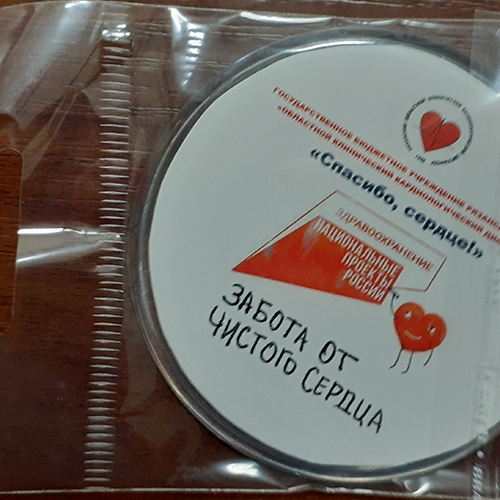 ГОСУДАРСТВЕННОЕ БЮДЖЕТНОЕ УЧРЕЖДЕНИЕ
«ОБЛАСТНОЙ КЛИНИЧЕСКИЙ КАРДИОЛОГИЧЕСКИЙ
«Спасибо, сердце!»
ЗДРАВООХРАНЕНИЕ
НАЦИОНАЛЬНЫЕ
ПРОЕКТЫ
РОССИИ
ЗАБОТА ОТ
ЧИСТОГО СЕРДЦА